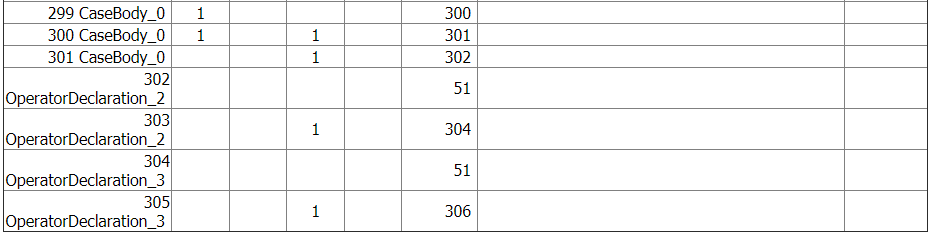 299 CaseBody_0 1 300
300 CaseBody_0 1 1 301
301 CaseBody_0 1 302
302
OperatorDeclaration_2 51
303
OperatorDeclaration_2 1 304
304
OperatorDeclaration_3 51
305
OperatorDeclaration_3 1 306